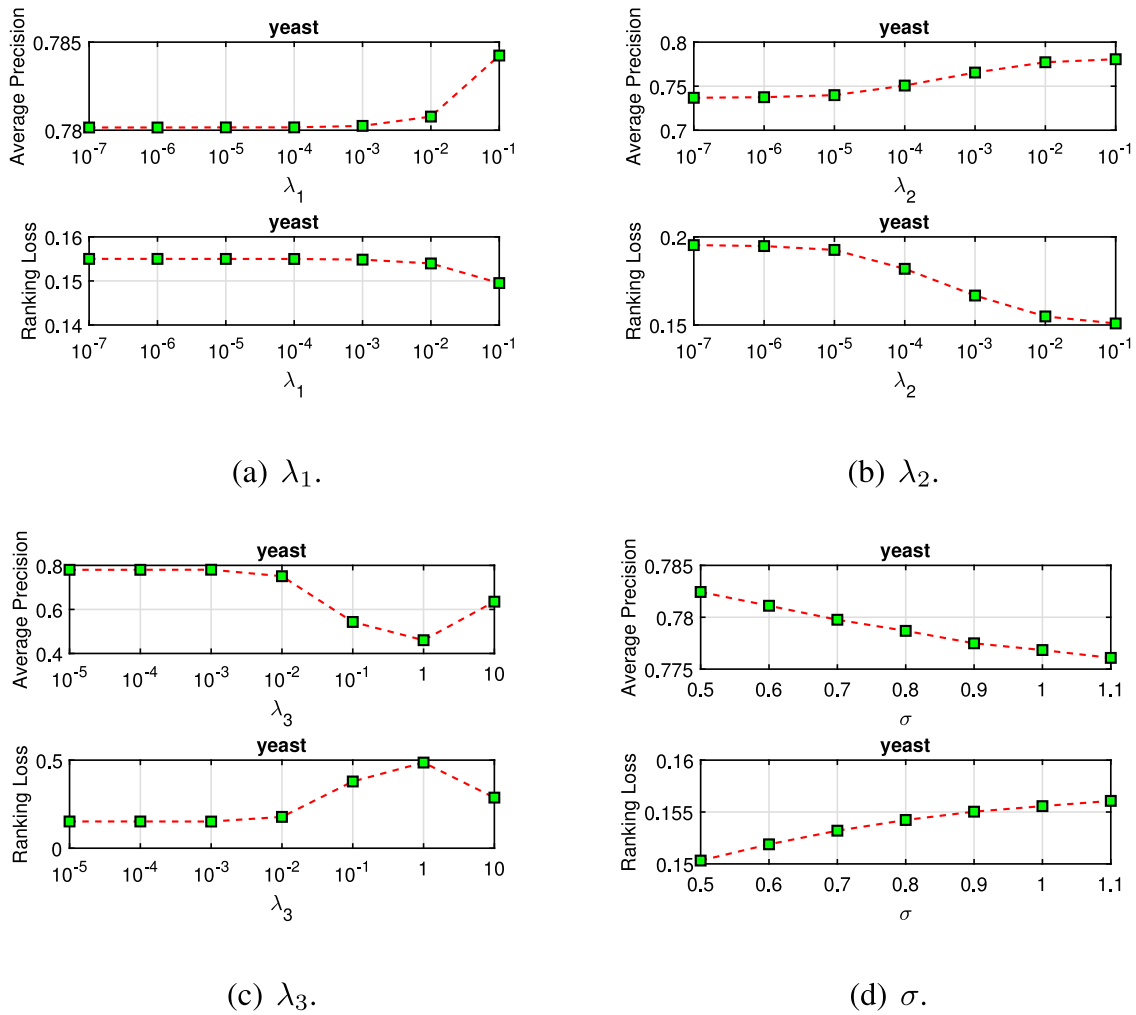 yeast
Average Precision
0.785
0.78
10^-7 10^-6 10^-5 10^-4 10^-3 10^-2 10^-1
λ_1
yeast
Ranking Loss
0.16
0.15
0.14
10^-7 10^-6 10^-5 10^-4 10^-3 10^-2 10^-1
λ_1
(a) λ_1.
yeast
Average Precision
0.8
0.75
0.7
10^-7 10^-6 10^-5 10^-4 10^-3 10^-2 10^-1
λ_2
yeast
Ranking Loss
0.2
0.15
10^-7 10^-6 10^-5 10^-4 10^-3 10^-2 10^-1
λ_2
(b) λ_2.
yeast
Average Precision
0.8
0.6
0.4
10^-5 10^-4 10^-3 10^-2 10^-1 1 10
λ_3
yeast
Ranking Loss
0.5
0
10^-5 10^-4 10^-3 10^-2 10^-1 1 10
λ_3
(c) λ_3.
yeast
Average Precision
0.785
0.78
0.775
0.5 0.6 0.7 0.8 0.9 1 1.1
σ
yeast
Ranking Loss
0.16
0.155
0.15
0.5 0.6 0.7 0.8 0.9 1 1.1
σ
(d) σ.